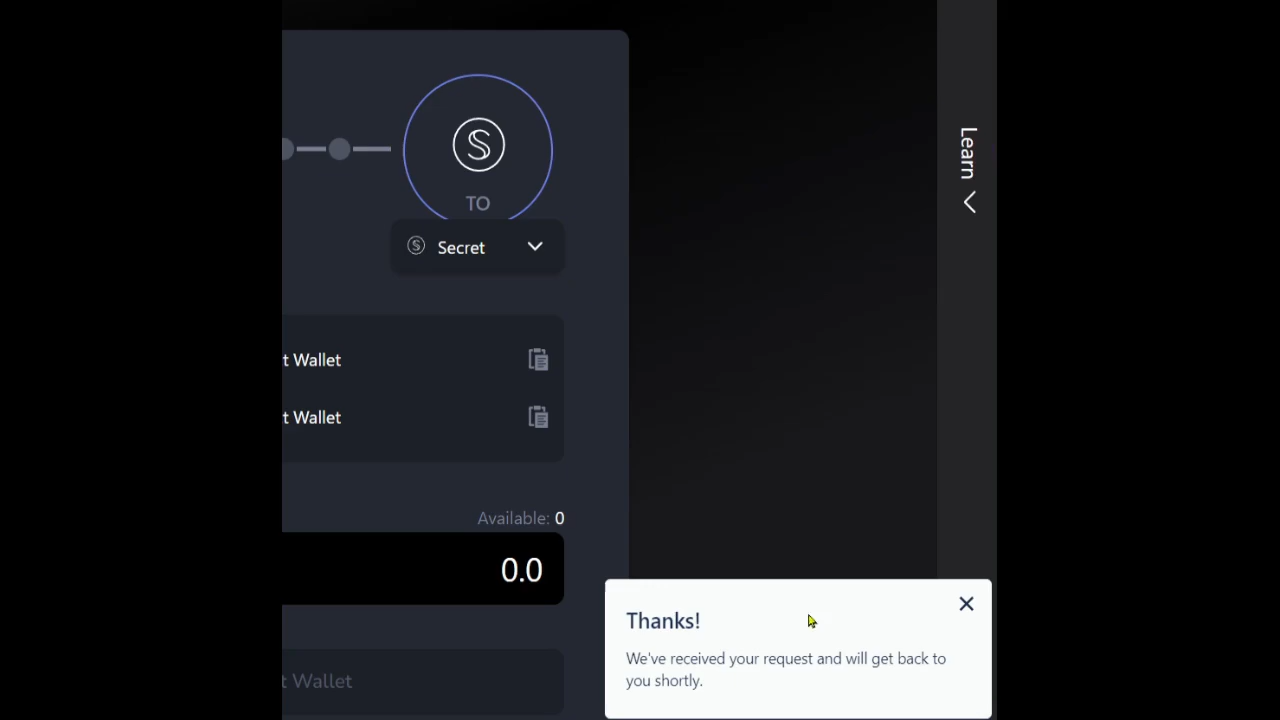 TO
Secret
Learn
t Wallet
t Wallet
Available: 0
0.0
t Wallet
Thanks!
We've received your request and will get back to
you shortly.